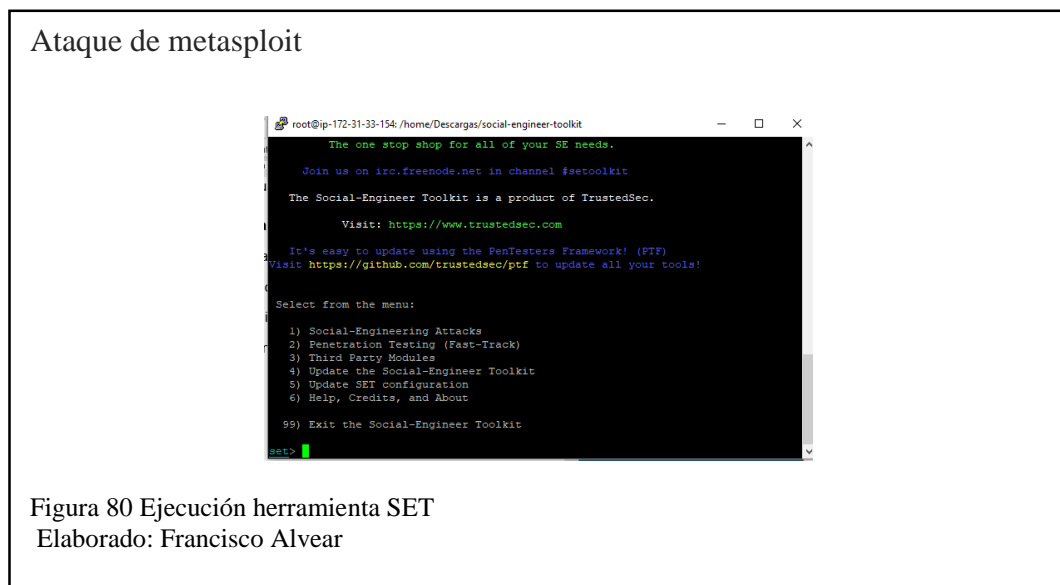 Ataque de metasploit
root@ip-172-31-33-154: /home/Descargas/social-engineer-toolkit
The one stop shop for all of your SE needs.
Join us on irc.freenode.net in channel #setoolkit
The Social-Engineer Toolkit is a product of TrustedSec.
Visit: https://www.trustedsec.com
It's easy to update using the PenTesters Framework! (PTF)
Visit https://github.com/trustedsec/ptf to update all your tools!
Select from the menu:
1) Social-Engineering Attacks
2) Penetration Testing (Fast-Track)
3) Third Party Modules
4) Update the Social-Engineer Toolkit
5) Update SET configuration
6) Help, Credits, and About
99) Exit the Social-Engineer Toolkit
set>
Figura 80 Ejecución herramienta SET
Elaborado: Francisco Alvear